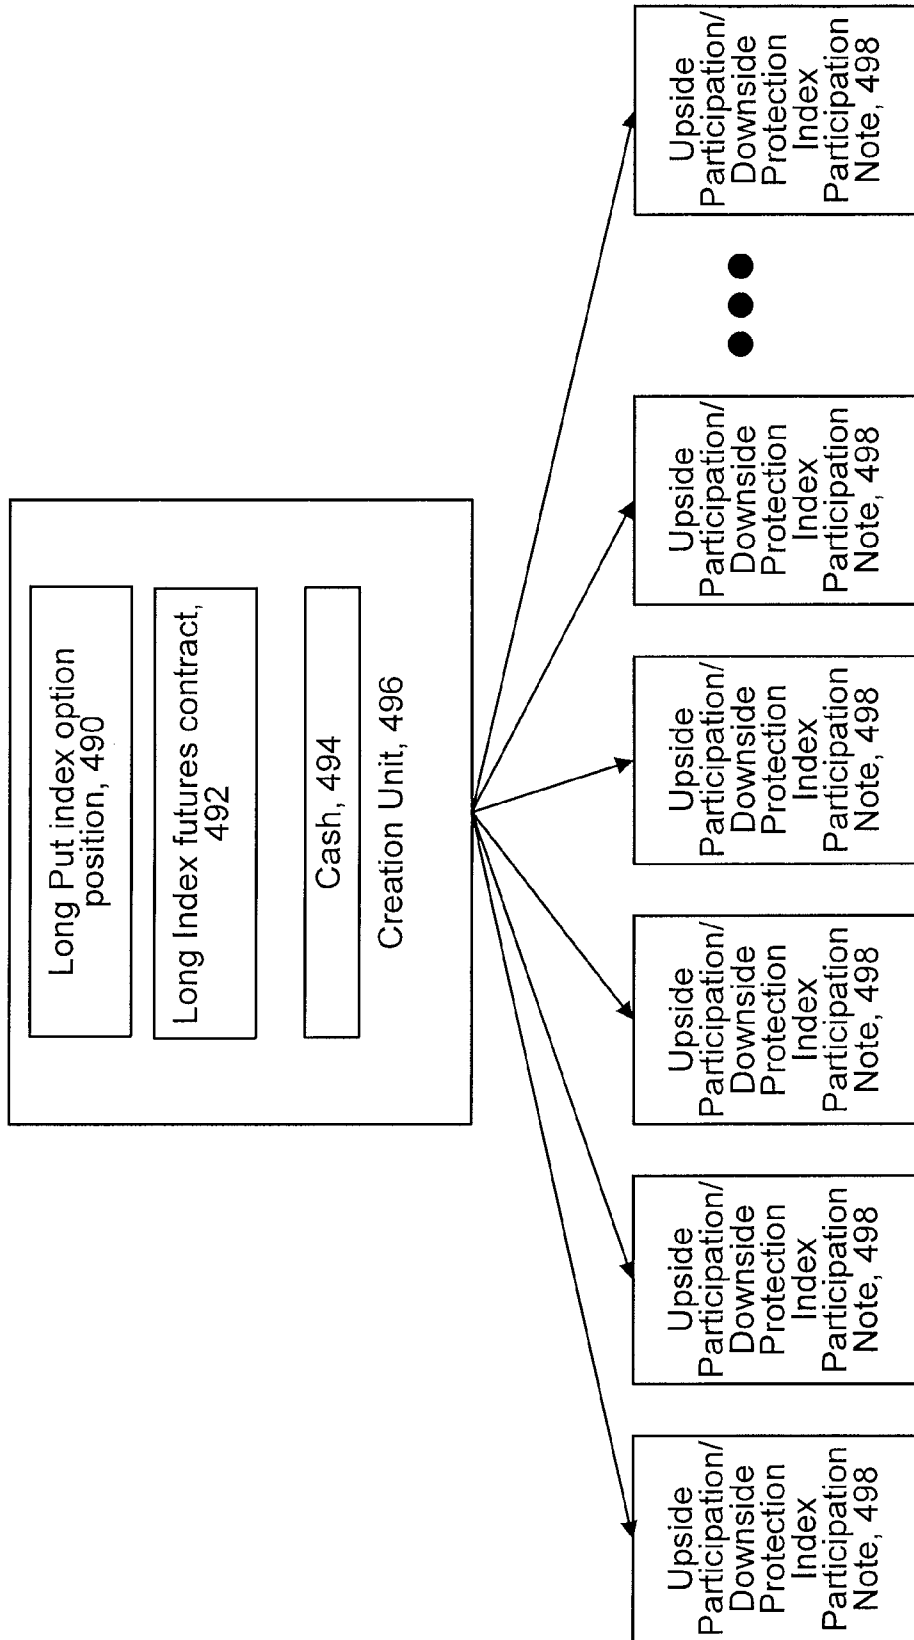 Long Put index option
position, 490
Long Index futures contract,
492
Cash, 494
Creation Unit, 496
Upside
Participation/
Downside
Protection
Index
Participation
Note, 498
Upside
Participation/
Downside
Protection
Index
Participation
Note, 498
Upside
Participation/
Downside
Protection
Index
Participation
Note, 498
Upside
Participation/
Downside
Protection
Index
Participation
Note, 498
Upside
Participation/
Downside
Protection
Index
Participation
Note, 498
Upside
Participation/
Downside
Protection
Index
Participation
Note, 498